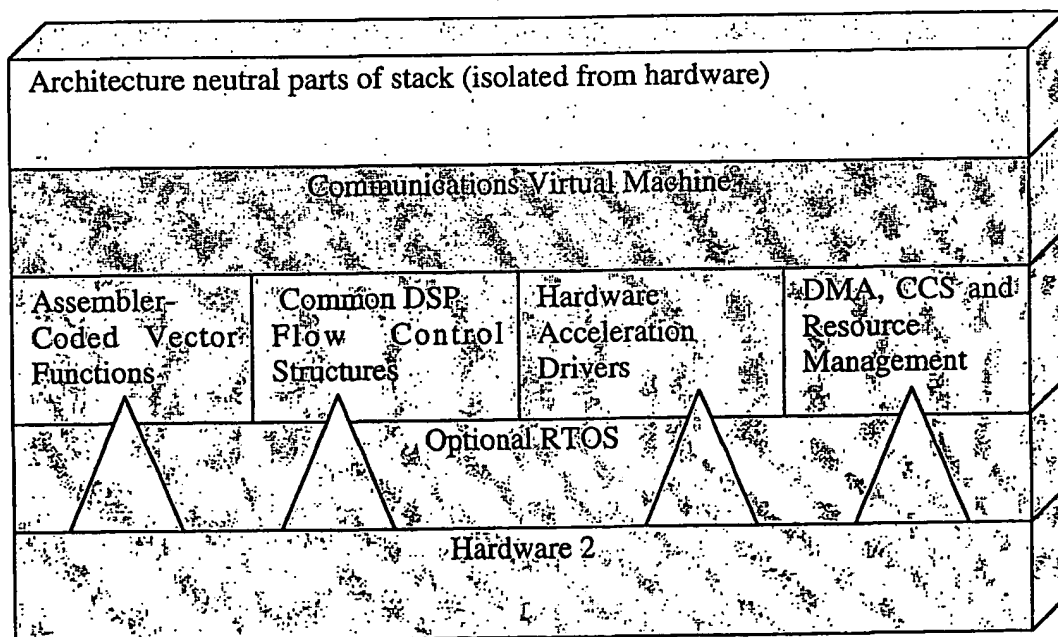 Architecture neutral parts of stack (isolated from hardware)
Communications Virtual Machine
Assembler-
Coded Vector
Functions
Common DSP
Flow Control
Structures
Hardware
Acceleration
Drivers
DMA, CCS and
Resource
Management
Optional RTOS
Hardware 2